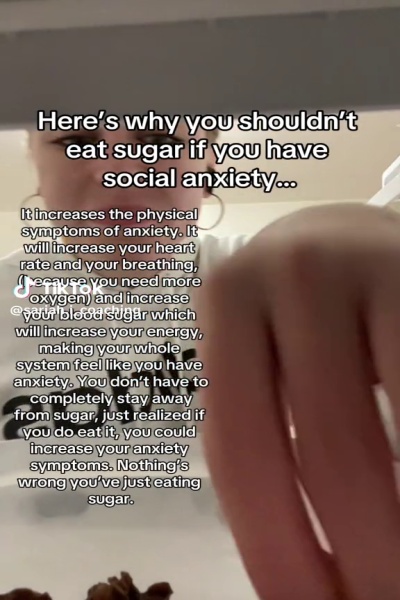 Here's why you shouldn't
eat sugar if you have
social anxiety...
It increases the physical
symptoms of anxiety. It
will increase your heart
rate and your breathing,
(because you need more
oxygen) and increase
your blood sugar which
will increase your energy,
making your whole
system feel like you have
anxiety. You don't have to
completely stay away
from sugar, just realized if
you do eat it, you could
increase your anxiety
symptoms. Nothing's
wrong you've just eating
sugar.
TikTok